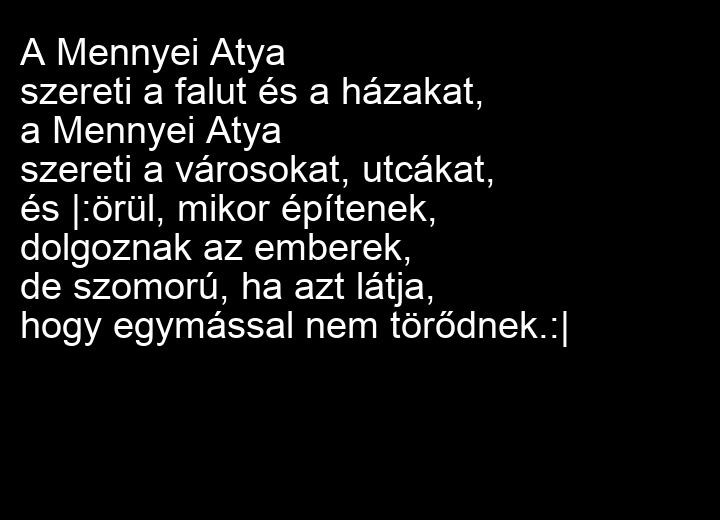 A Mennyei Atya
szereti a falut és a házakat,
a Mennyei Atya
szereti a városokat, utcákat,
és |:örül, mikor építenek,
dolgoznak az emberek,
de szomorú, ha azt látja,
hogy egymással nem törődnek.:|